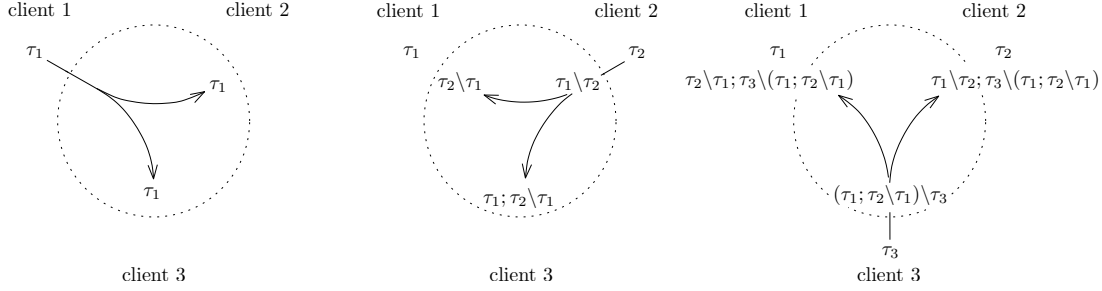 client 1
client 2
τ₁
τ₁
τ₁
client 3
client 1
client 2
τ₁
τ₂
τ₂\τ₁
τ₁\τ₂
τ₁; τ₂\τ₁
client 3
client 1
client 2
τ₁
τ₂
τ₂\τ₁; τ₃\(τ₁; τ₂\τ₁)
τ₁\τ₂; τ₃\(τ₁; τ₂\τ₁)
(τ₁; τ₂\τ₁)\τ₃
τ₃
client 3